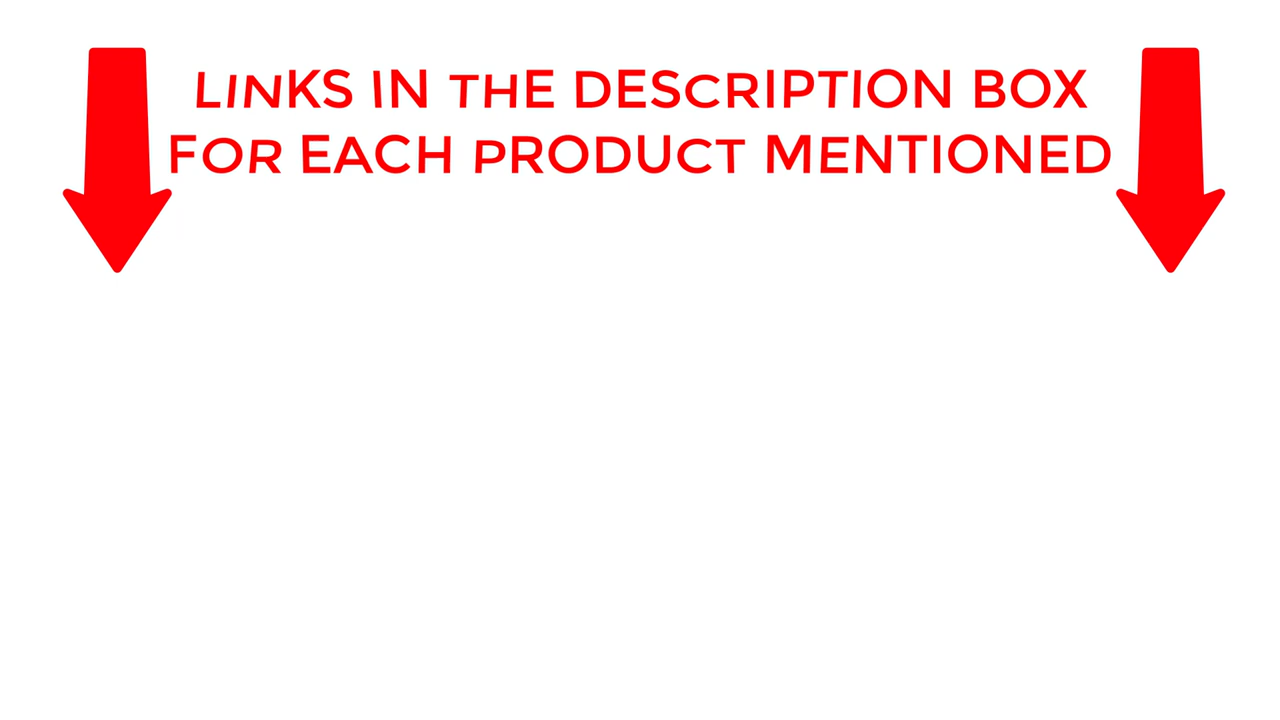 LINKS IN THE DESCRIPTION BOX
FOR EACH PRODUCT MENTIONED